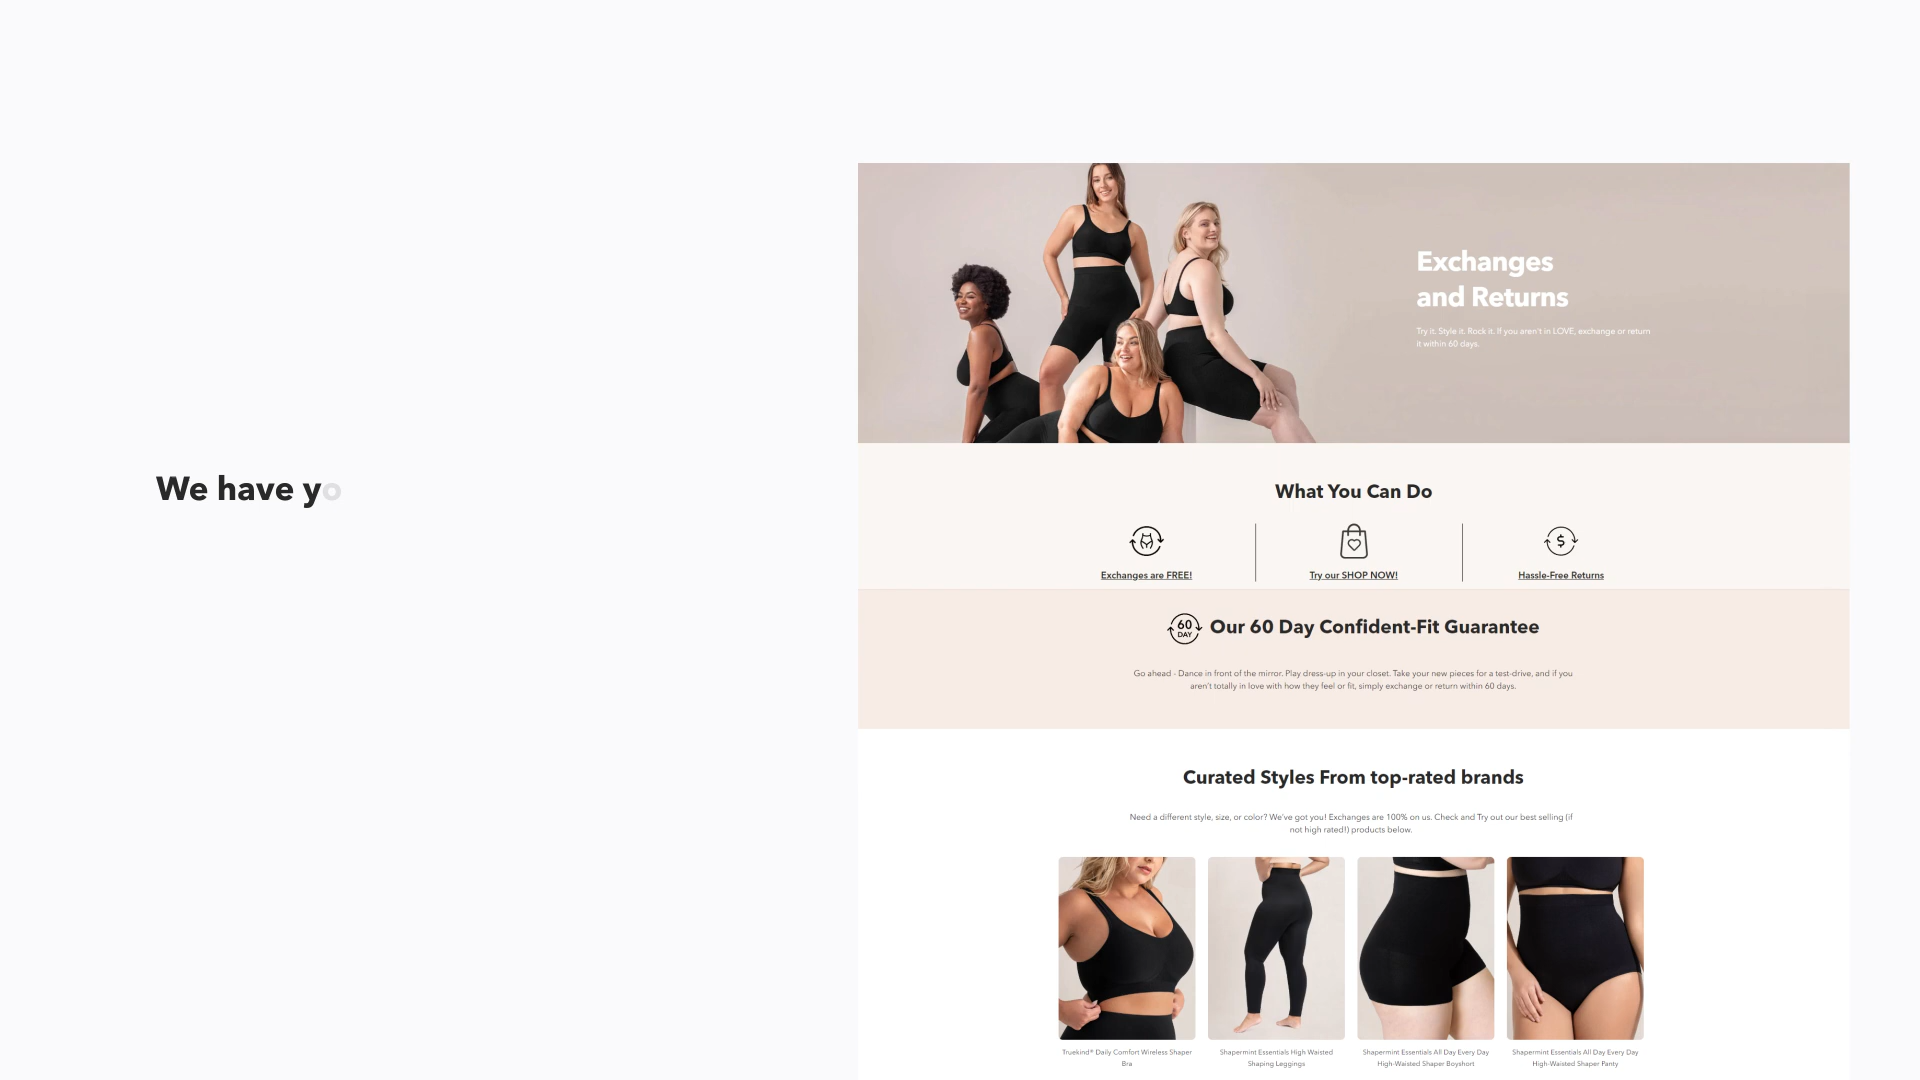 We have yo
Exchanges
and Returns
Try it. Style it. Rock it. If you aren't in LOVE, exchange or return
it within 60 days.
What You Can Do
Exchanges are FREE!
Try our SHOP NOW!
$
Hassle-Free Returns
60
DAY
Our 60 Day Confident-Fit Guarantee
Go ahead - Dance in front of the mirror. Play dress-up in your closet. Take your new pieces for a test-drive, and if you
aren't totally in love with how they feel or fit, simply exchange or return within 60 days.
Curated Styles From top-rated brands
Need a different style, size, or color? We've got you! Exchanges are 100% on us. Check and Try out our best selling (if
not high rated!) products below.
Truekind® Daily Comfort Wireless Shaper
Bra
Shapermint Essentials High Waisted
Shaping Leggings
Shapermint Essentials All Day Every Day
High-Waisted Shaper Boyshort
Shapermint Essentials All Day Every Day
High-Waisted Shaper Panty